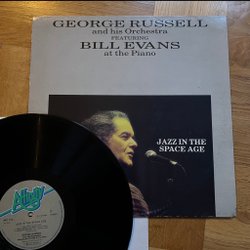 GEORGE RUSSELL
and his Orchestra
FEATURING
BILL EVANS
at the Piano
JAZZ IN THE
SPACE AGE